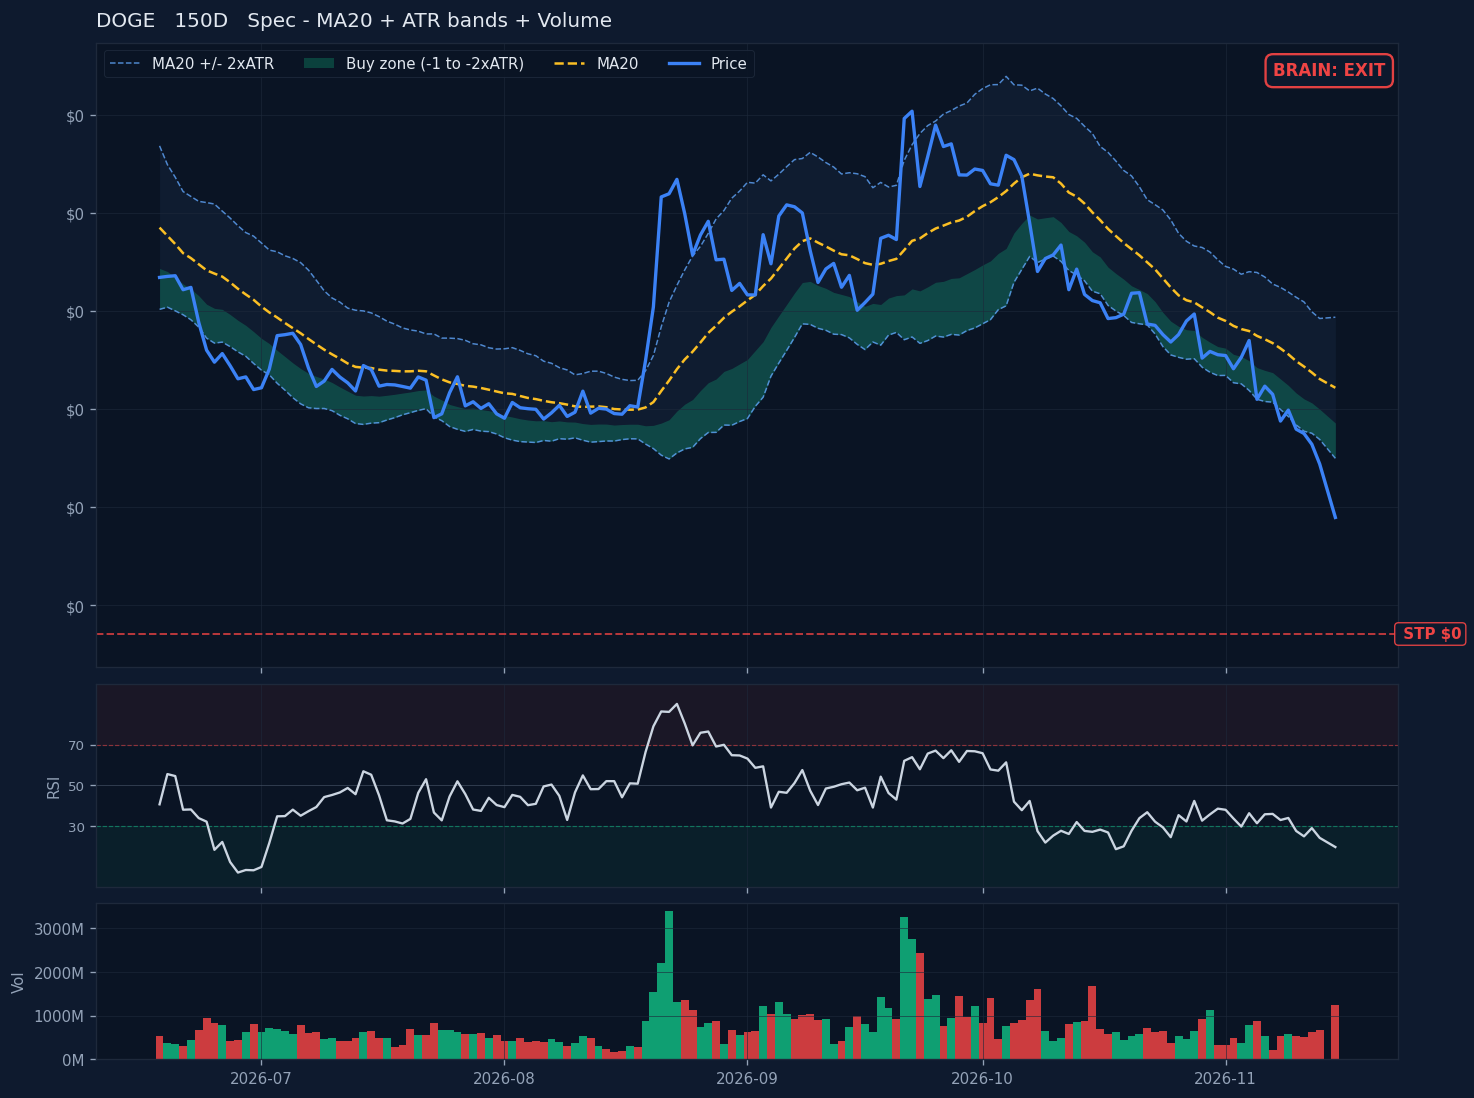 DOGE 150D Spec - MA20 + ATR bands + Volume
MA20 +/- 2xATR Buy zone (-1 to -2xATR) MA20 Price
BRAIN: EXIT
$0
$0
$0
$0
$0
$0
STP $0
RSI
70
50
30
Vol
3000M
2000M
1000M
0M
2026-07 2026-08 2026-09 2026-10 2026-11